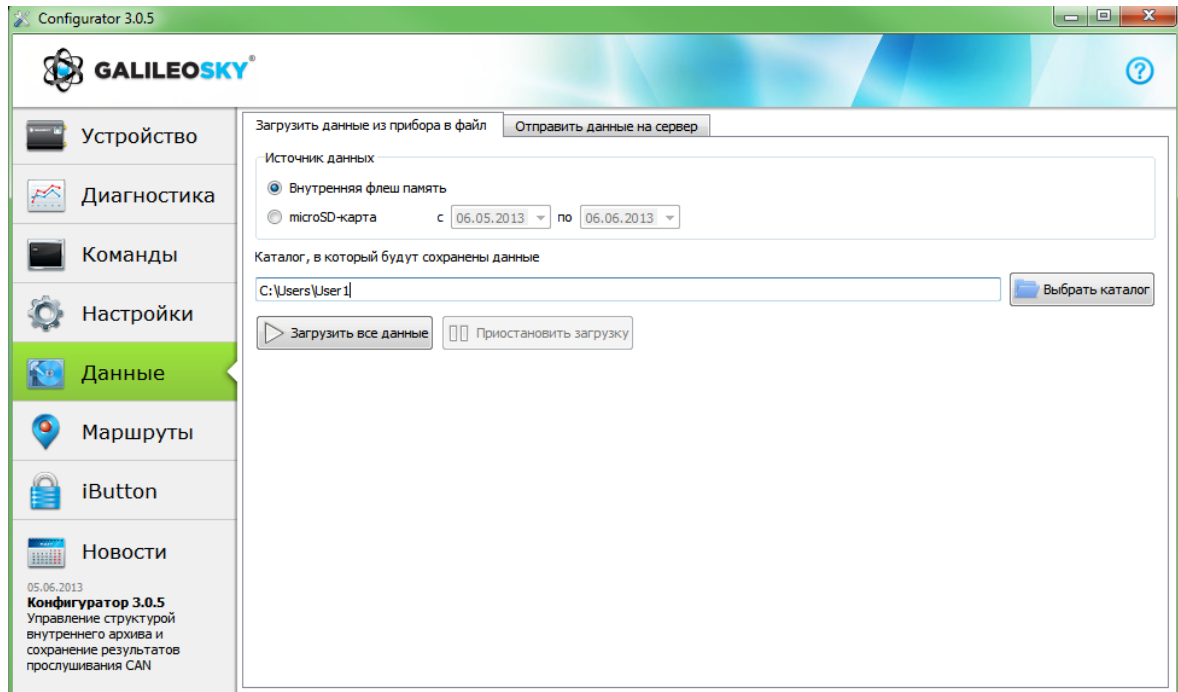 Configurator 3.0.5
GALILEOSKY®
?
Устройство
Диагностика
Команды
Настройки
Данные
Маршруты
iButton
Новости
05.06.2013
Конфигуратор 3.0.5
Управление структурой
внутреннего архива и
сохранение результатов
прослушивания CAN
Загрузить данные из прибора в файл
Отправить данные на сервер
Источник данных
Внутренняя флеш память
microSD-карта с 06.05.2013 по 06.06.2013
Каталог, в который будут сохранены данные
C:\Users\User1
Выбрать каталог
Загрузить все данные
Приостановить загрузку